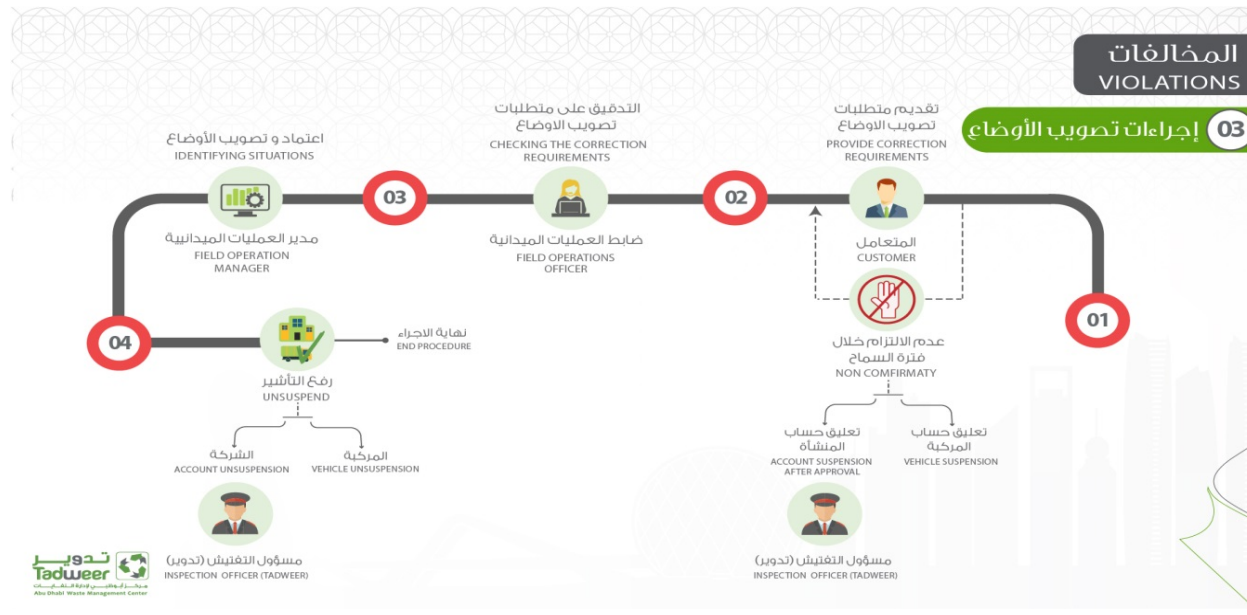 المخالفات
VIOLATIONS
03 إجراءات تصويب الأوضاع
01
تقديم متطلبات
تصويب الاوضاع
PROVIDE CORRECTION
REQUIREMENTS
المتعامل
CUSTOMER
عدم الالتزام خلال
فترة السماح
NON COMFIRMATY
تعليق حساب
المركبة
VEHICLE SUSPENSION
تعليق حساب
المنشأة
ACCOUNT SUSPENSION
AFTER APPROVAL
مسؤول التفتيش (تدوير)
INSPECTION OFFICER (TADWEER)
02
التدقيق على متطلبات
تصويب الاوضاع
CHECKING THE CORRECTION
REQUIREMENTS
ضابط العمليات الميدانية
FIELD OPERATIONS
OFFICER
03
اعتماد و تصويب الأوضاع
IDENTIFYING SITUATIONS
مدير العمليات الميدانيية
FIELD OPERATION
MANAGER
04
رفع التأشير
UNSUSPEND
نهاية الاجراء
END PROCEDURE
المركبة
VEHICLE UNSUSPENSION
الشركة
ACCOUNT UNSUSPENSION
مسؤول التفتيش (تدوير)
INSPECTION OFFICER (TADWEER)
تدوير
Tadweer
مركز أبوظبي لإدارة النفايات
Abu Dhabi Waste Management Center